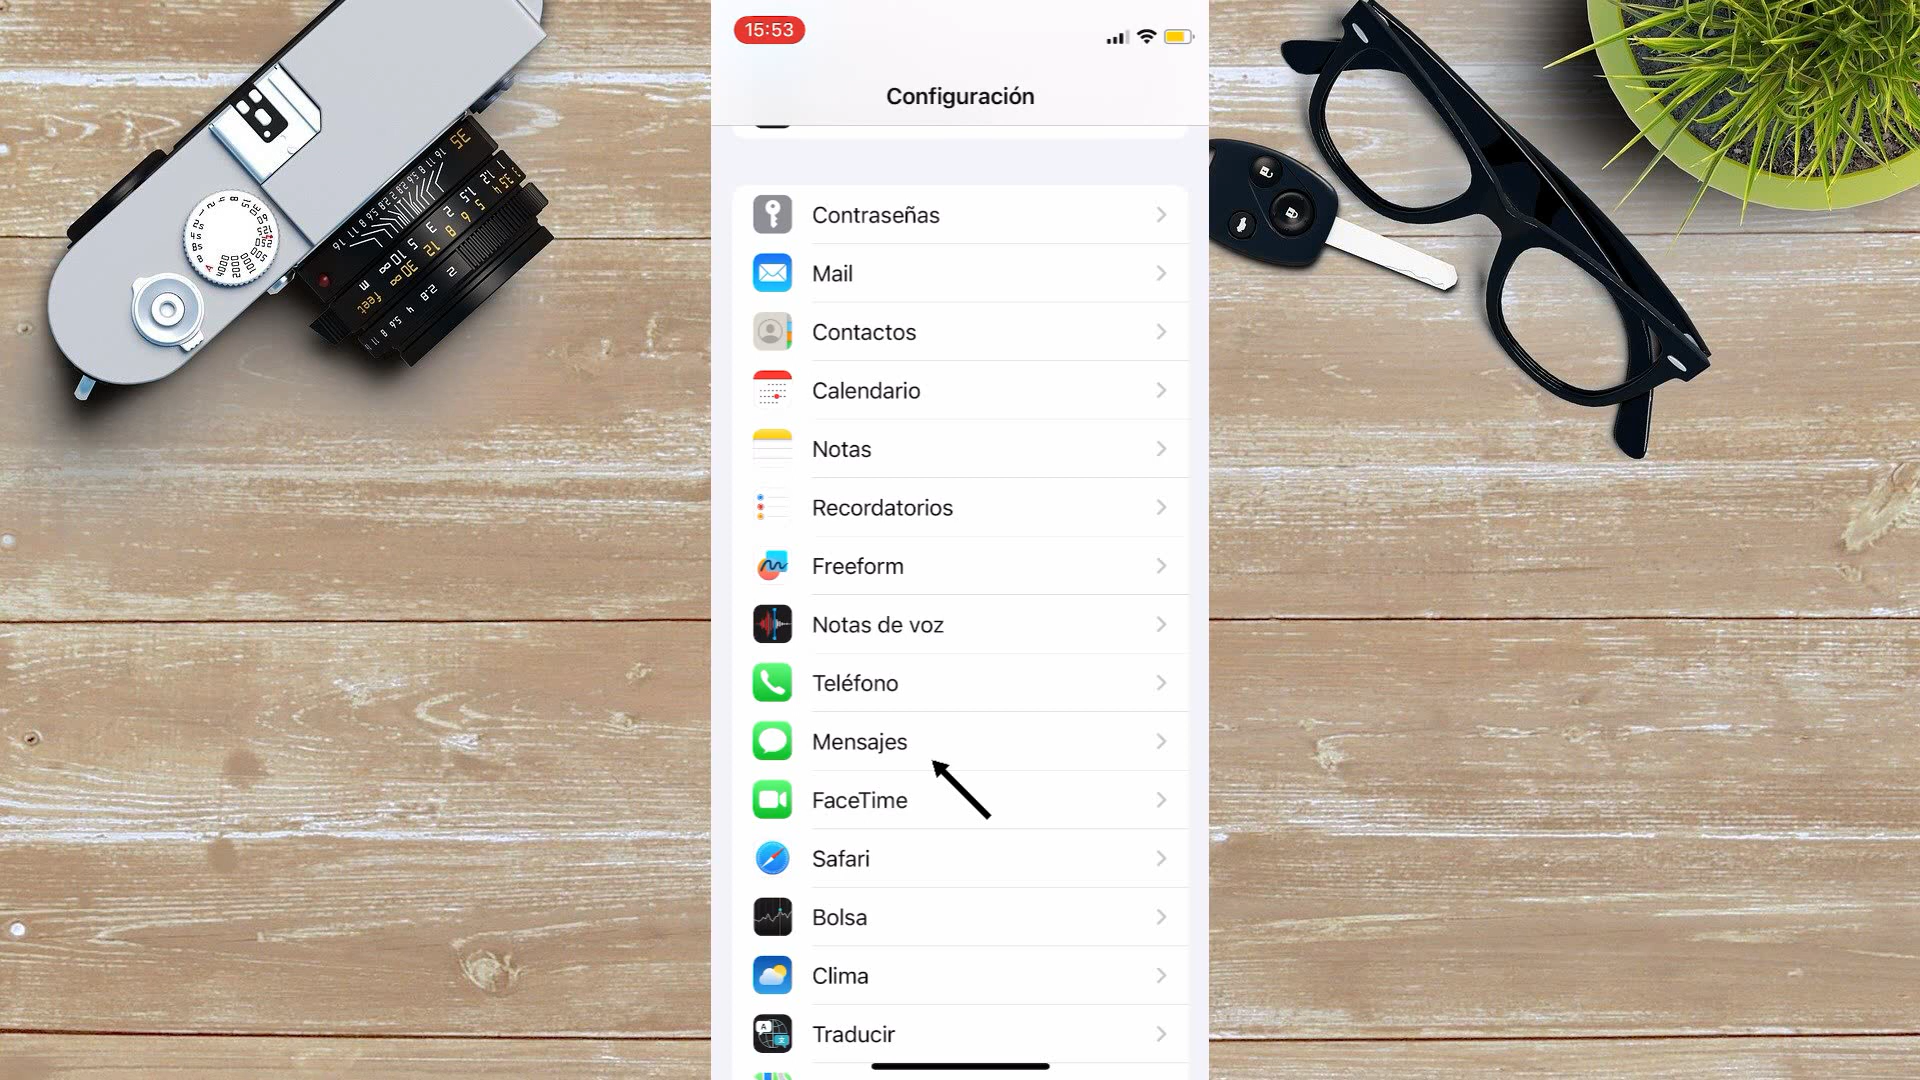 15:53
Configuración
Contraseñas
Mail
Contactos
Calendario
Notas
Recordatorios
Freeform
Notas de voz
Teléfono
Mensajes
FaceTime
Safari
Bolsa
Clima
Traducir